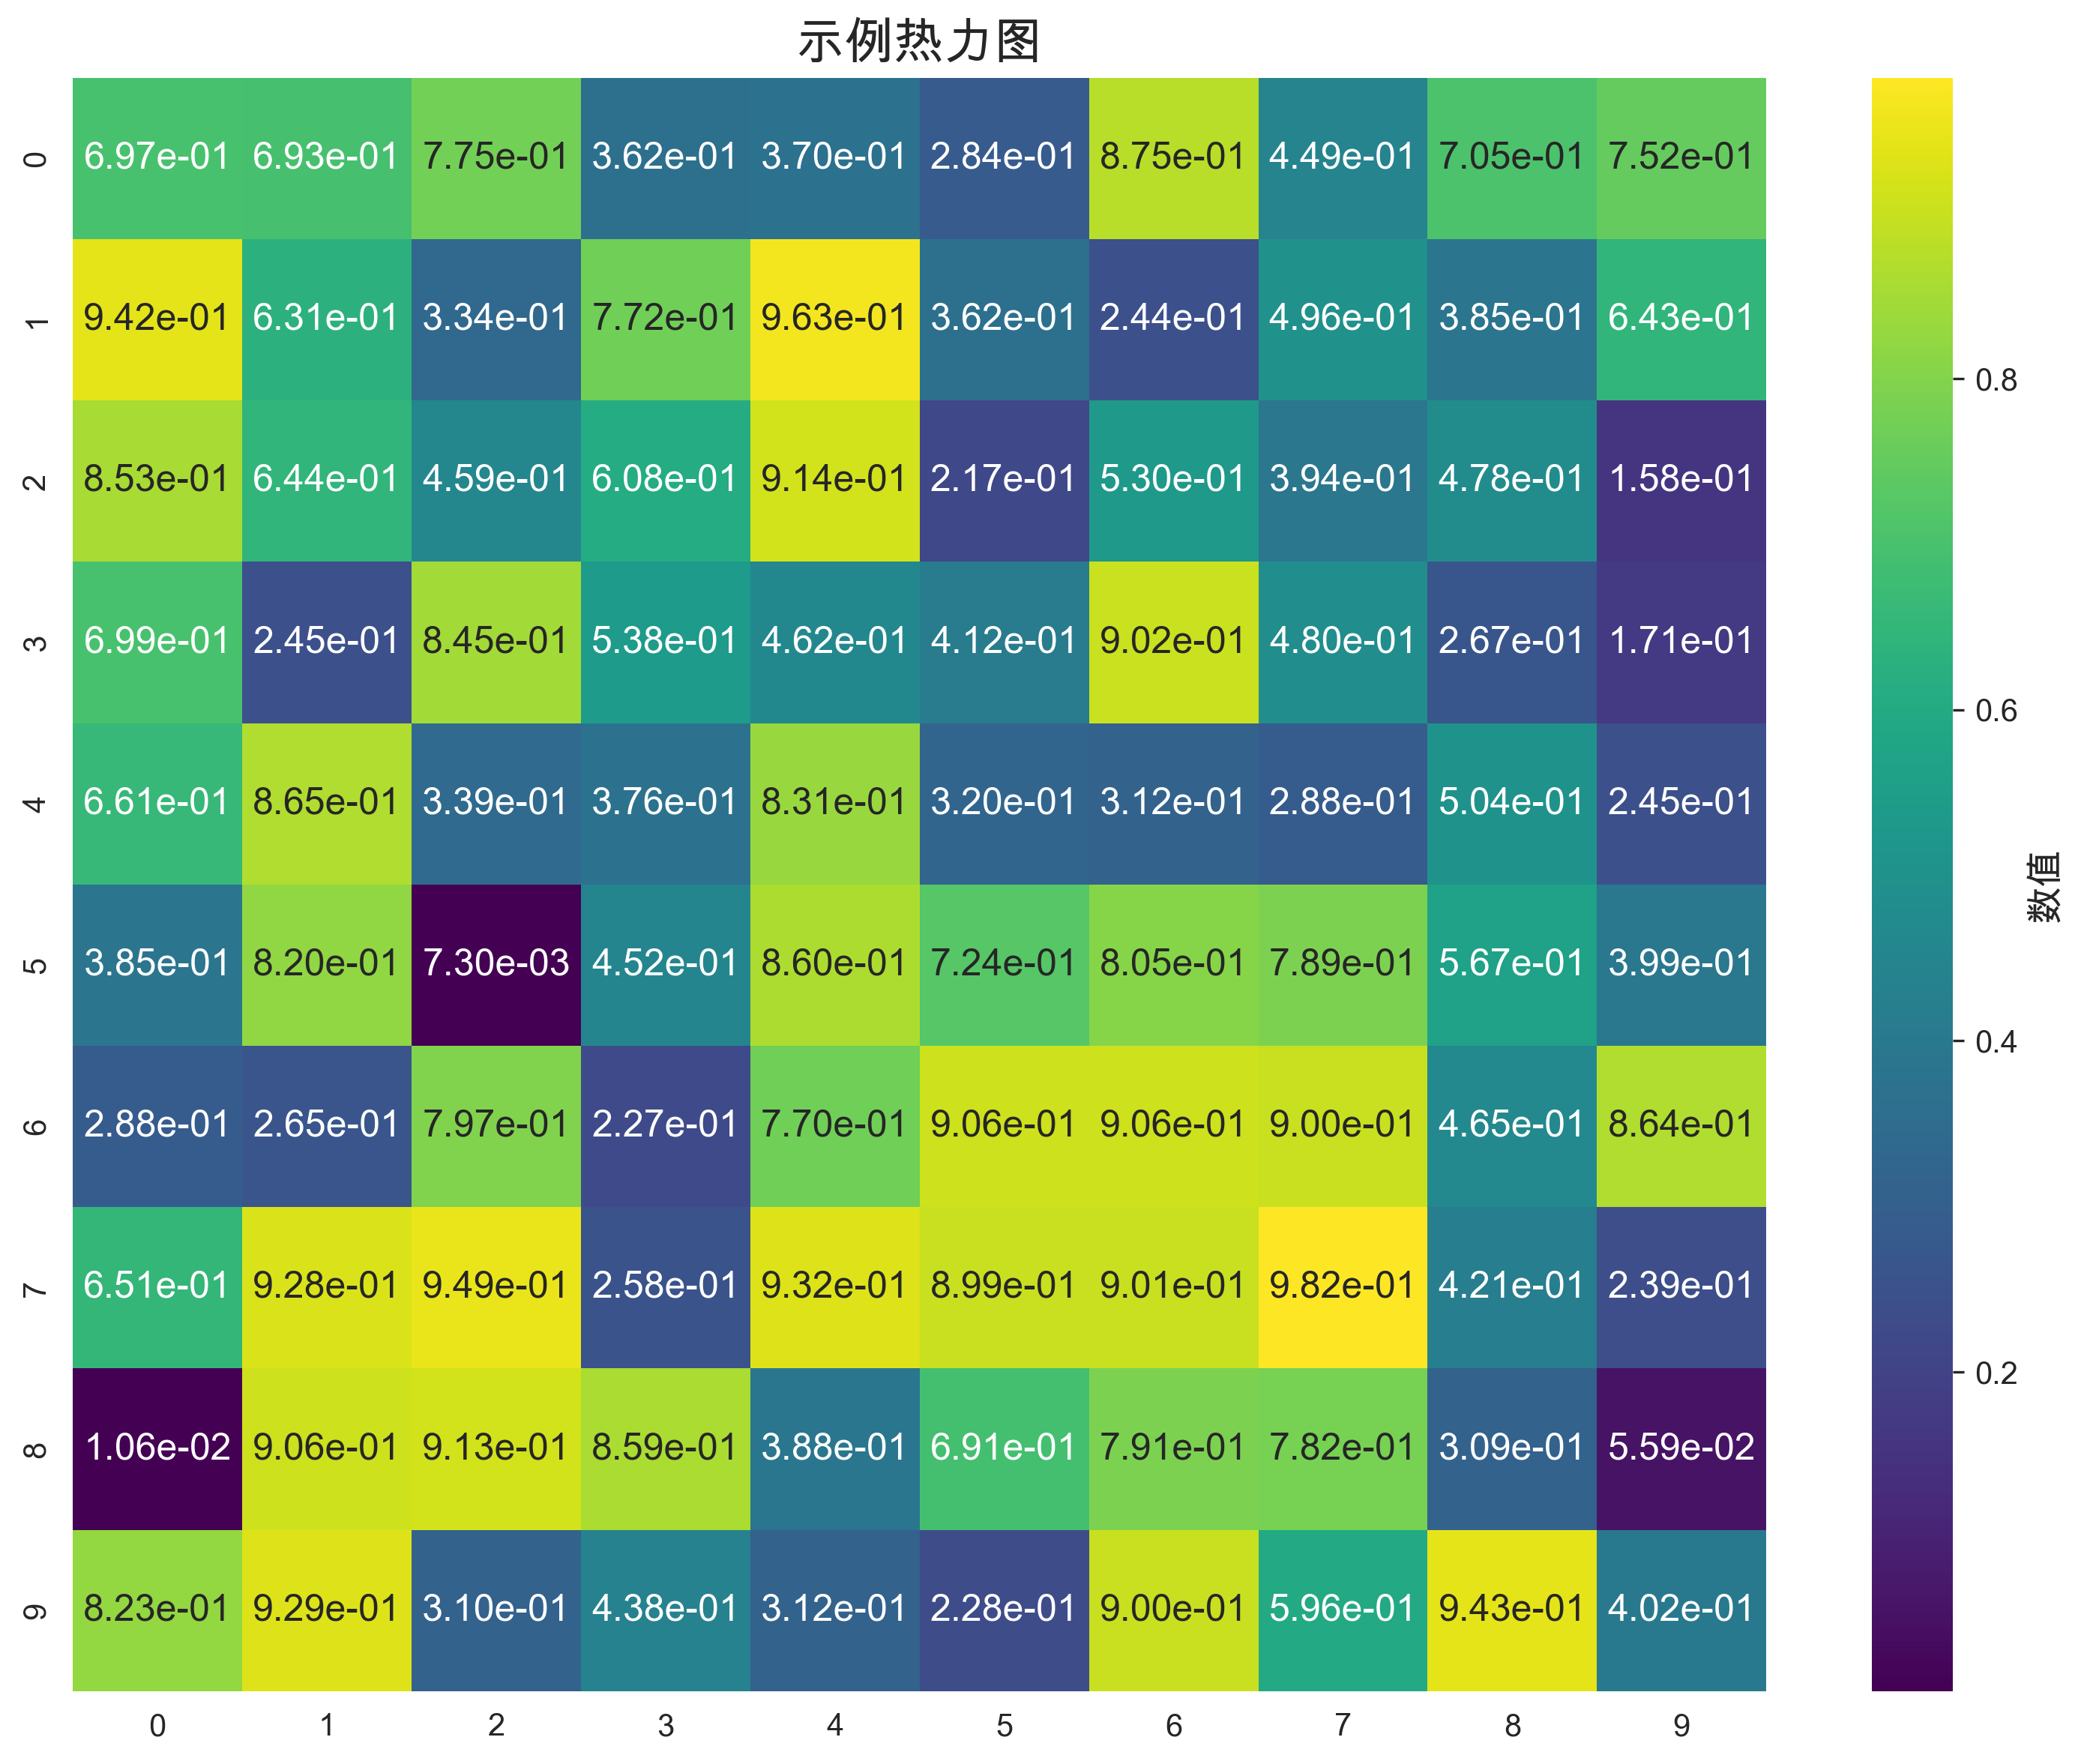 示例热力图
0 6.97e-01 6.93e-01 7.75e-01 3.62e-01 3.70e-01 2.84e-01 8.75e-01 4.49e-01 7.05e-01 7.52e-01
1 9.42e-01 6.31e-01 3.34e-01 7.72e-01 9.63e-01 3.62e-01 2.44e-01 4.96e-01 3.85e-01 6.43e-01
2 8.53e-01 6.44e-01 4.59e-01 6.08e-01 9.14e-01 2.17e-01 5.30e-01 3.94e-01 4.78e-01 1.58e-01
3 6.99e-01 2.45e-01 8.45e-01 5.38e-01 4.62e-01 4.12e-01 9.02e-01 4.80e-01 2.67e-01 1.71e-01
4 6.61e-01 8.65e-01 3.39e-01 3.76e-01 8.31e-01 3.20e-01 3.12e-01 2.88e-01 5.04e-01 2.45e-01
5 3.85e-01 8.20e-01 7.30e-03 4.52e-01 8.60e-01 7.24e-01 8.05e-01 7.89e-01 5.67e-01 3.99e-01
6 2.88e-01 2.65e-01 7.97e-01 2.27e-01 7.70e-01 9.06e-01 9.06e-01 9.00e-01 4.65e-01 8.64e-01
7 6.51e-01 9.28e-01 9.49e-01 2.58e-01 9.32e-01 8.99e-01 9.01e-01 9.82e-01 4.21e-01 2.39e-01
8 1.06e-02 9.06e-01 9.13e-01 8.59e-01 3.88e-01 6.91e-01 7.91e-01 7.82e-01 3.09e-01 5.59e-02
9 8.23e-01 9.29e-01 3.10e-01 4.38e-01 3.12e-01 2.28e-01 9.00e-01 5.96e-01 9.43e-01 4.02e-01
0 1 2 3 4 5 6 7 8 9
0.8
0.6
0.4
0.2
数值